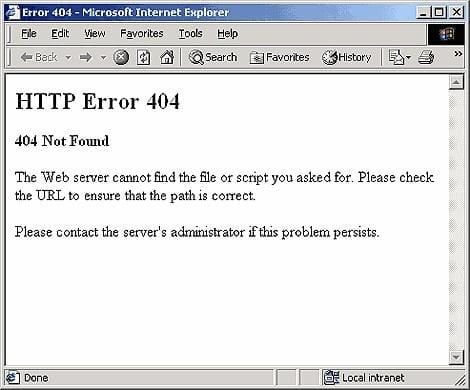 Error 404 - Microsoft Internet Explorer
File Edit View Favorites Tools Help
Back Search Favorites History
HTTP Error 404
404 Not Found
The Web server cannot find the file or script you asked for. Please check
the URL to ensure that the path is correct.
Please contact the server's administrator if this problem persists.
Done Local intranet